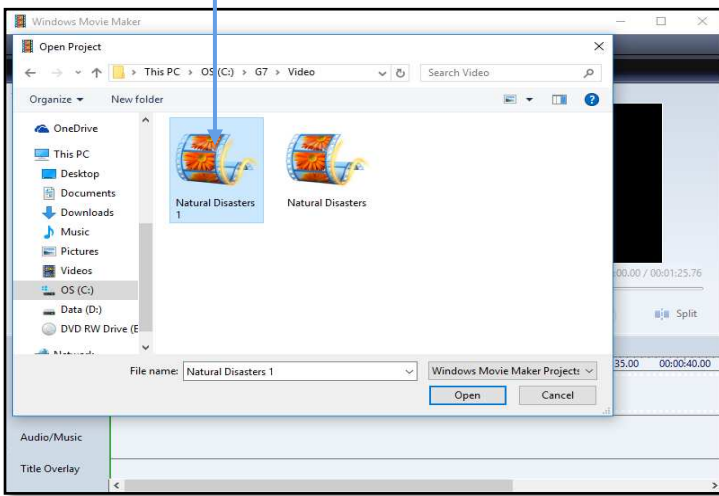 Windows Movie Maker
Open Project
This PC > OS (C:) > G7 > Video
Search Video
Organize
New folder
OneDrive
This PC
Desktop
Documents
Downloads
Music
Pictures
Videos
OS (C:)
Data (D:)
DVD RW Drive (E
Network
Natural Disasters
1
Natural Disasters
:00.00 / 00:01:25.76
Split
35.00 00:00:40.00
File name: Natural Disasters 1
Windows Movie Maker Projects
Open Cancel
Audio/Music
Title Overlay